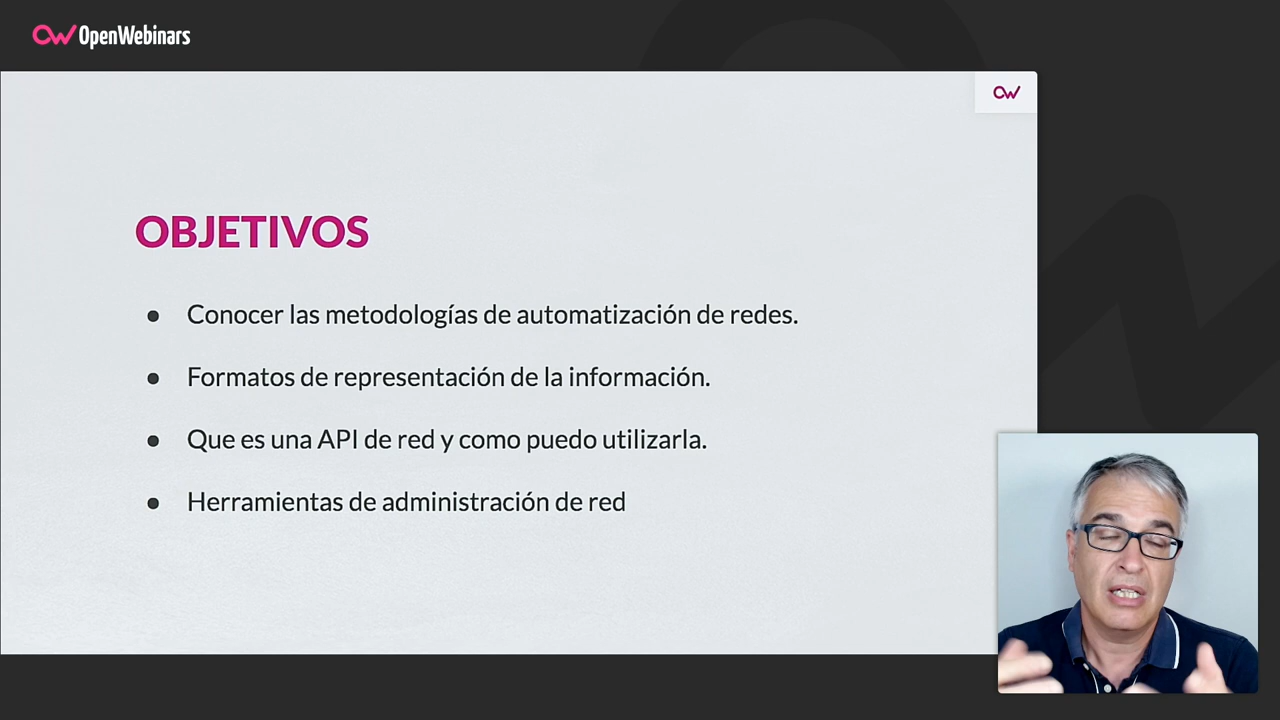 OpenWebinars
OBJETIVOS
● Conocer las metodologías de automatización de redes.
● Formatos de representación de la información.
● Que es una API de red y como puedo utilizarla.
● Herramientas de administración de red